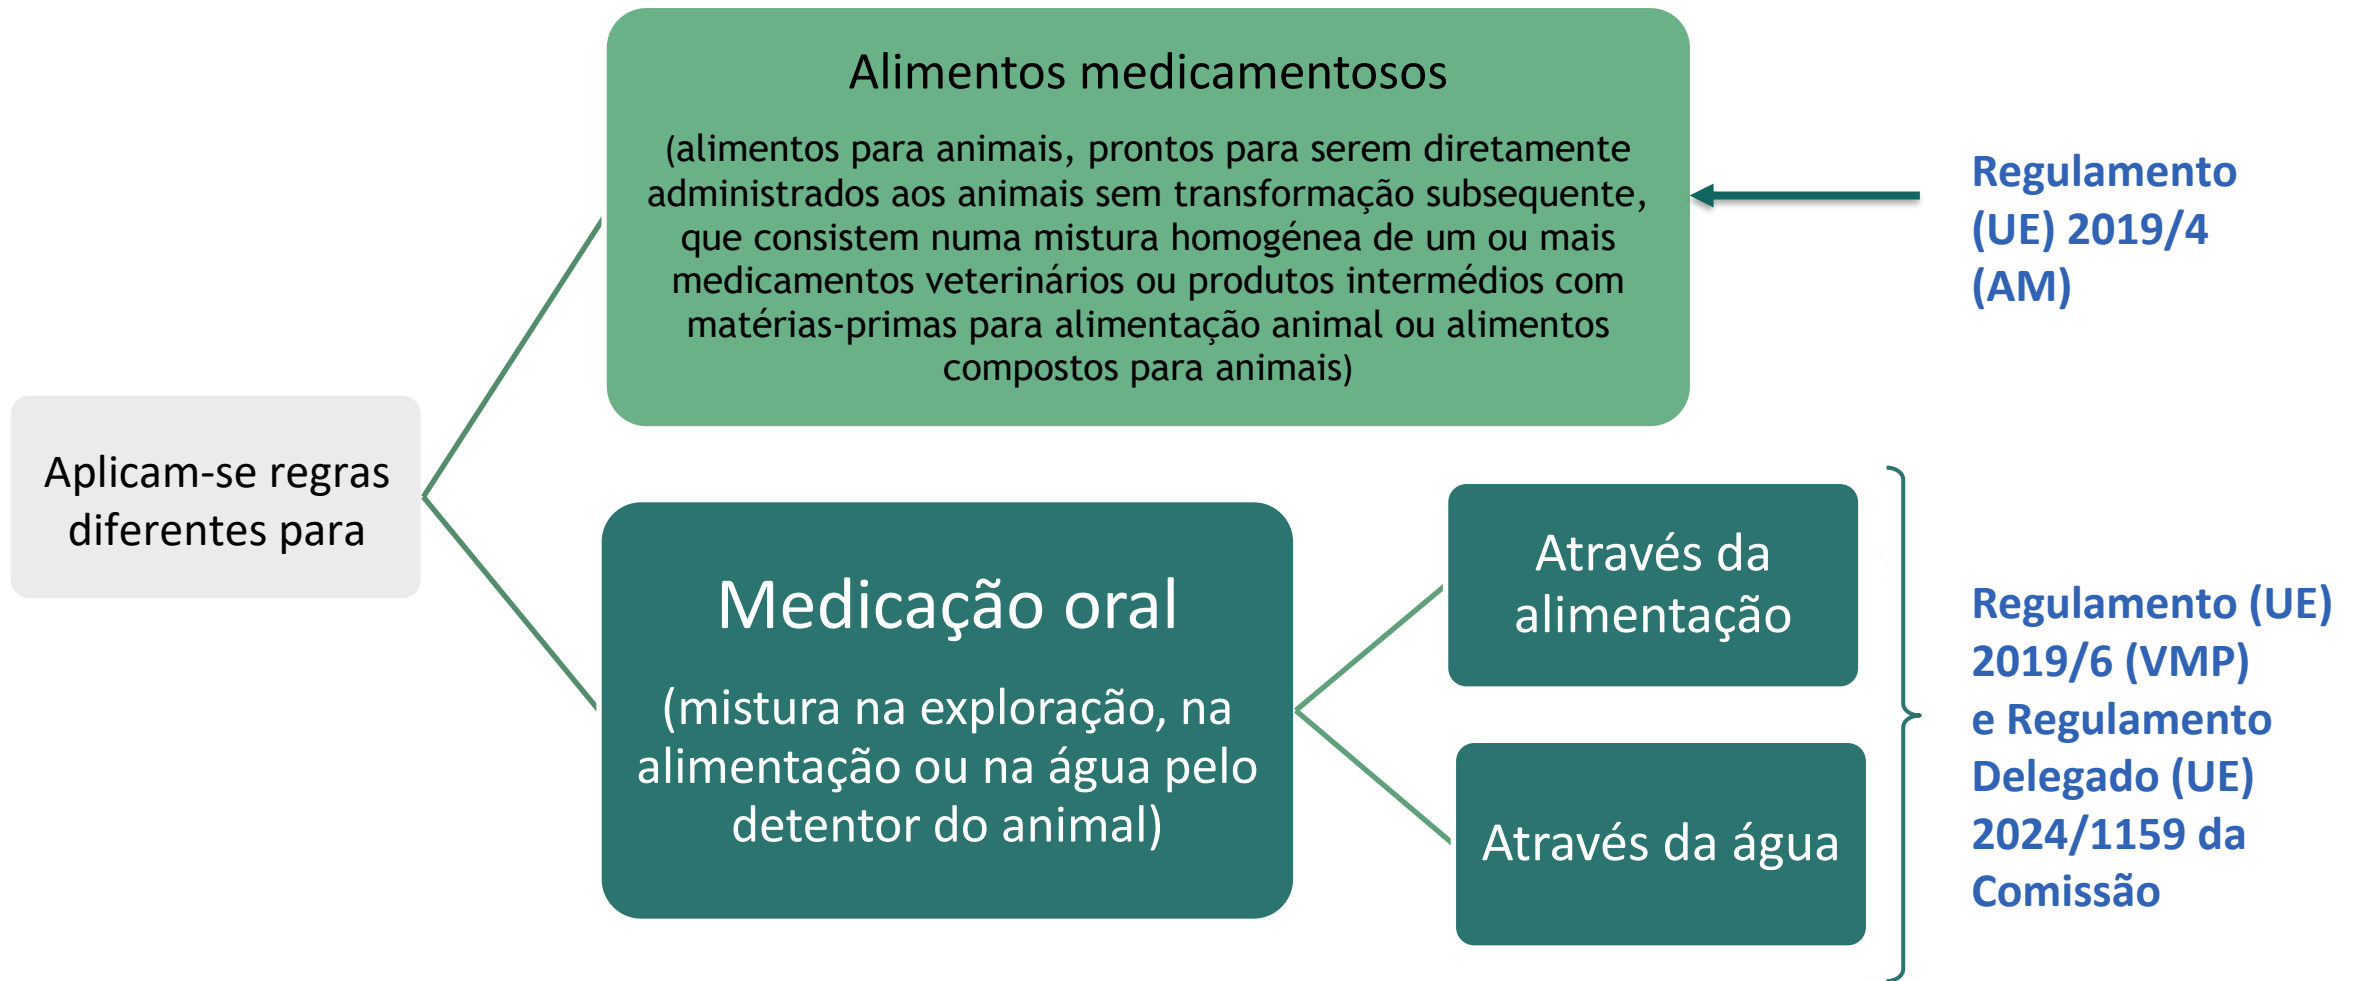 Aplicam-se regras
diferentes para
Alimentos medicamentosos
(alimentos para animais, prontos para serem diretamente
administrados aos animais sem transformação subsequente,
que consistem numa mistura homogénea de um ou mais
medicamentos veterinários ou produtos intermédios com
matérias-primas para alimentação animal ou alimentos
compostos para animais)
Regulamento
(UE) 2019/4
(AM)
Medicação oral
(mistura na exploração, na
alimentação ou na água pelo
detentor do animal)
Através da
alimentação
Através da água
Regulamento (UE)
2019/6 (VMP)
e Regulamento
Delegado (UE)
2024/1159 da
Comissão